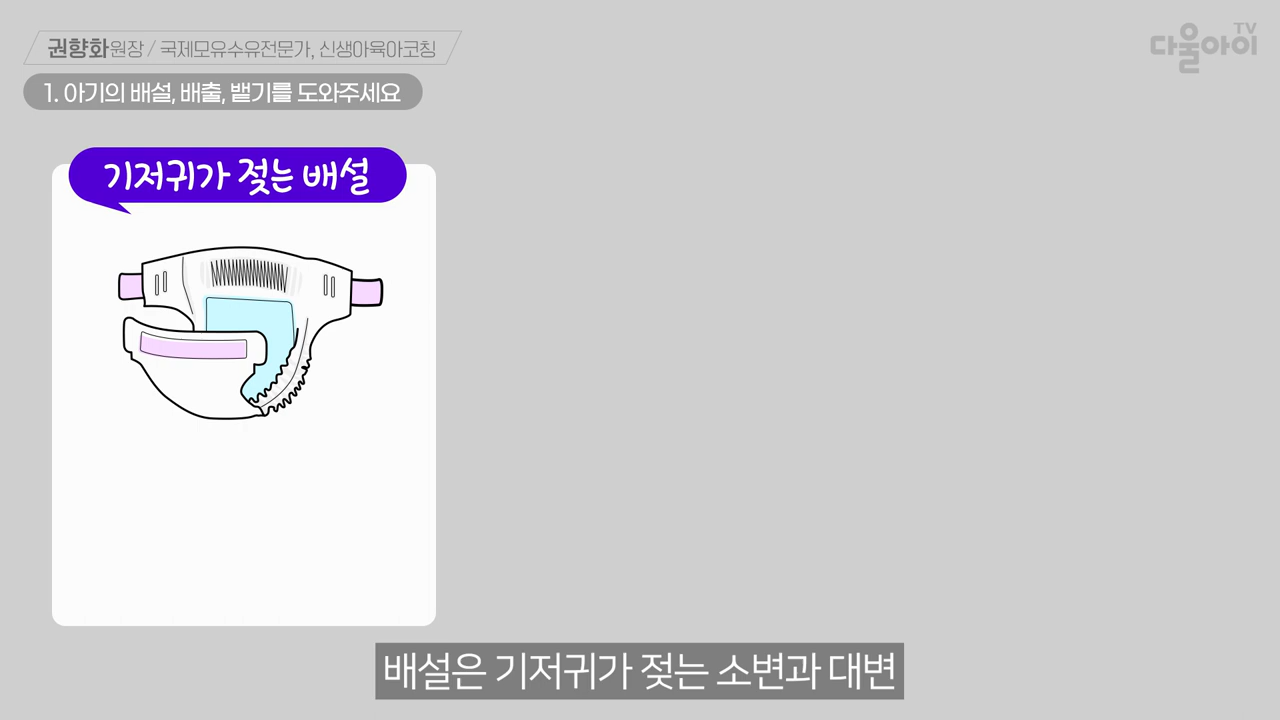 권향화원장 / 국제모유수유전문가, 신생아육아코칭
다울아이 TV
1. 아기의 배설, 배출, 뱉기를 도와주세요
기저귀가 젖는 배설
배설은 기저귀가 젖는 소변과 대변